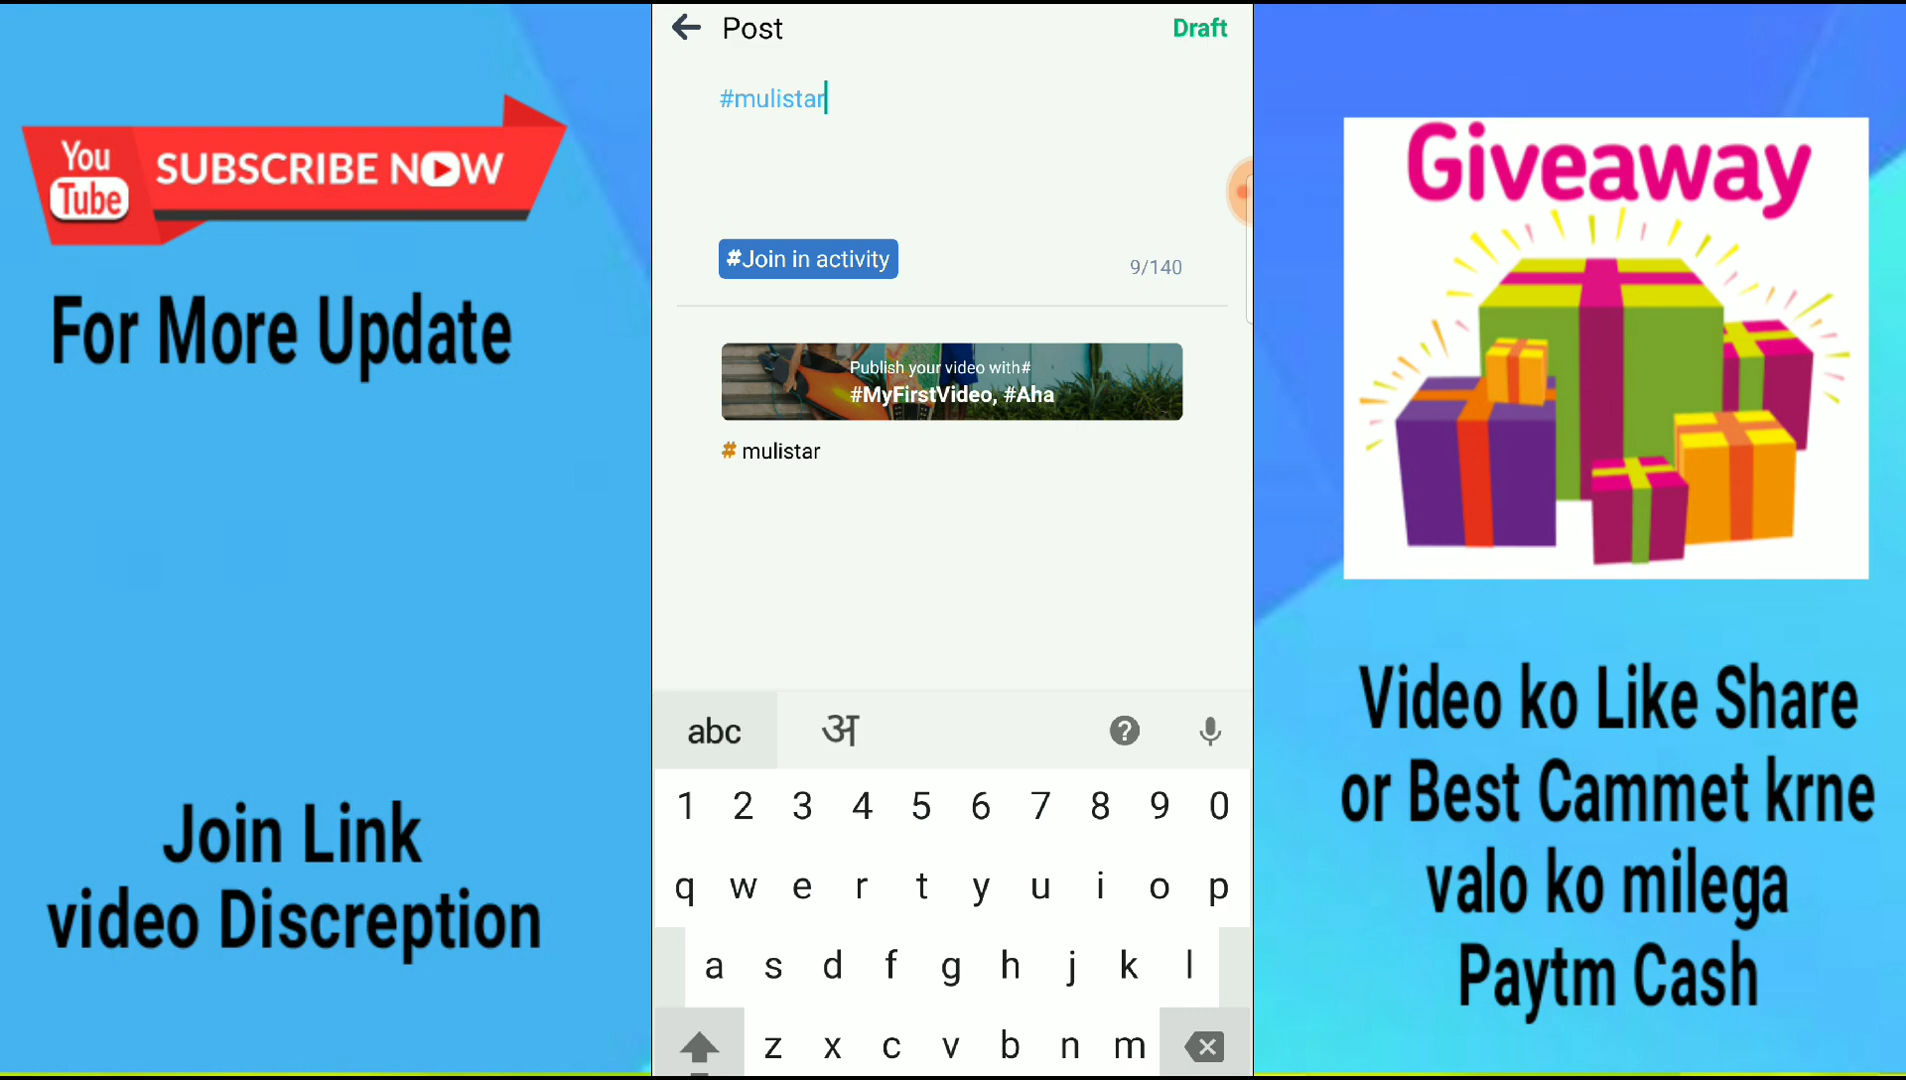 You
Tube
SUBSCRIBE NOW
For More Update
Join Link
video Discreption
Post
Draft
#mulistar
#Join in activity
9/140
Publish your video with#
#MyFirstVideo, #Aha
# mulistar
abc
अ
?
1 2 3 4 5 6 7 8 9 0
q w e r t y u i o p
a s d f g h j k l
z x c v b n m
Giveaway
Video ko Like Share
or Best Cammet krne
valo ko milega
Paytm Cash